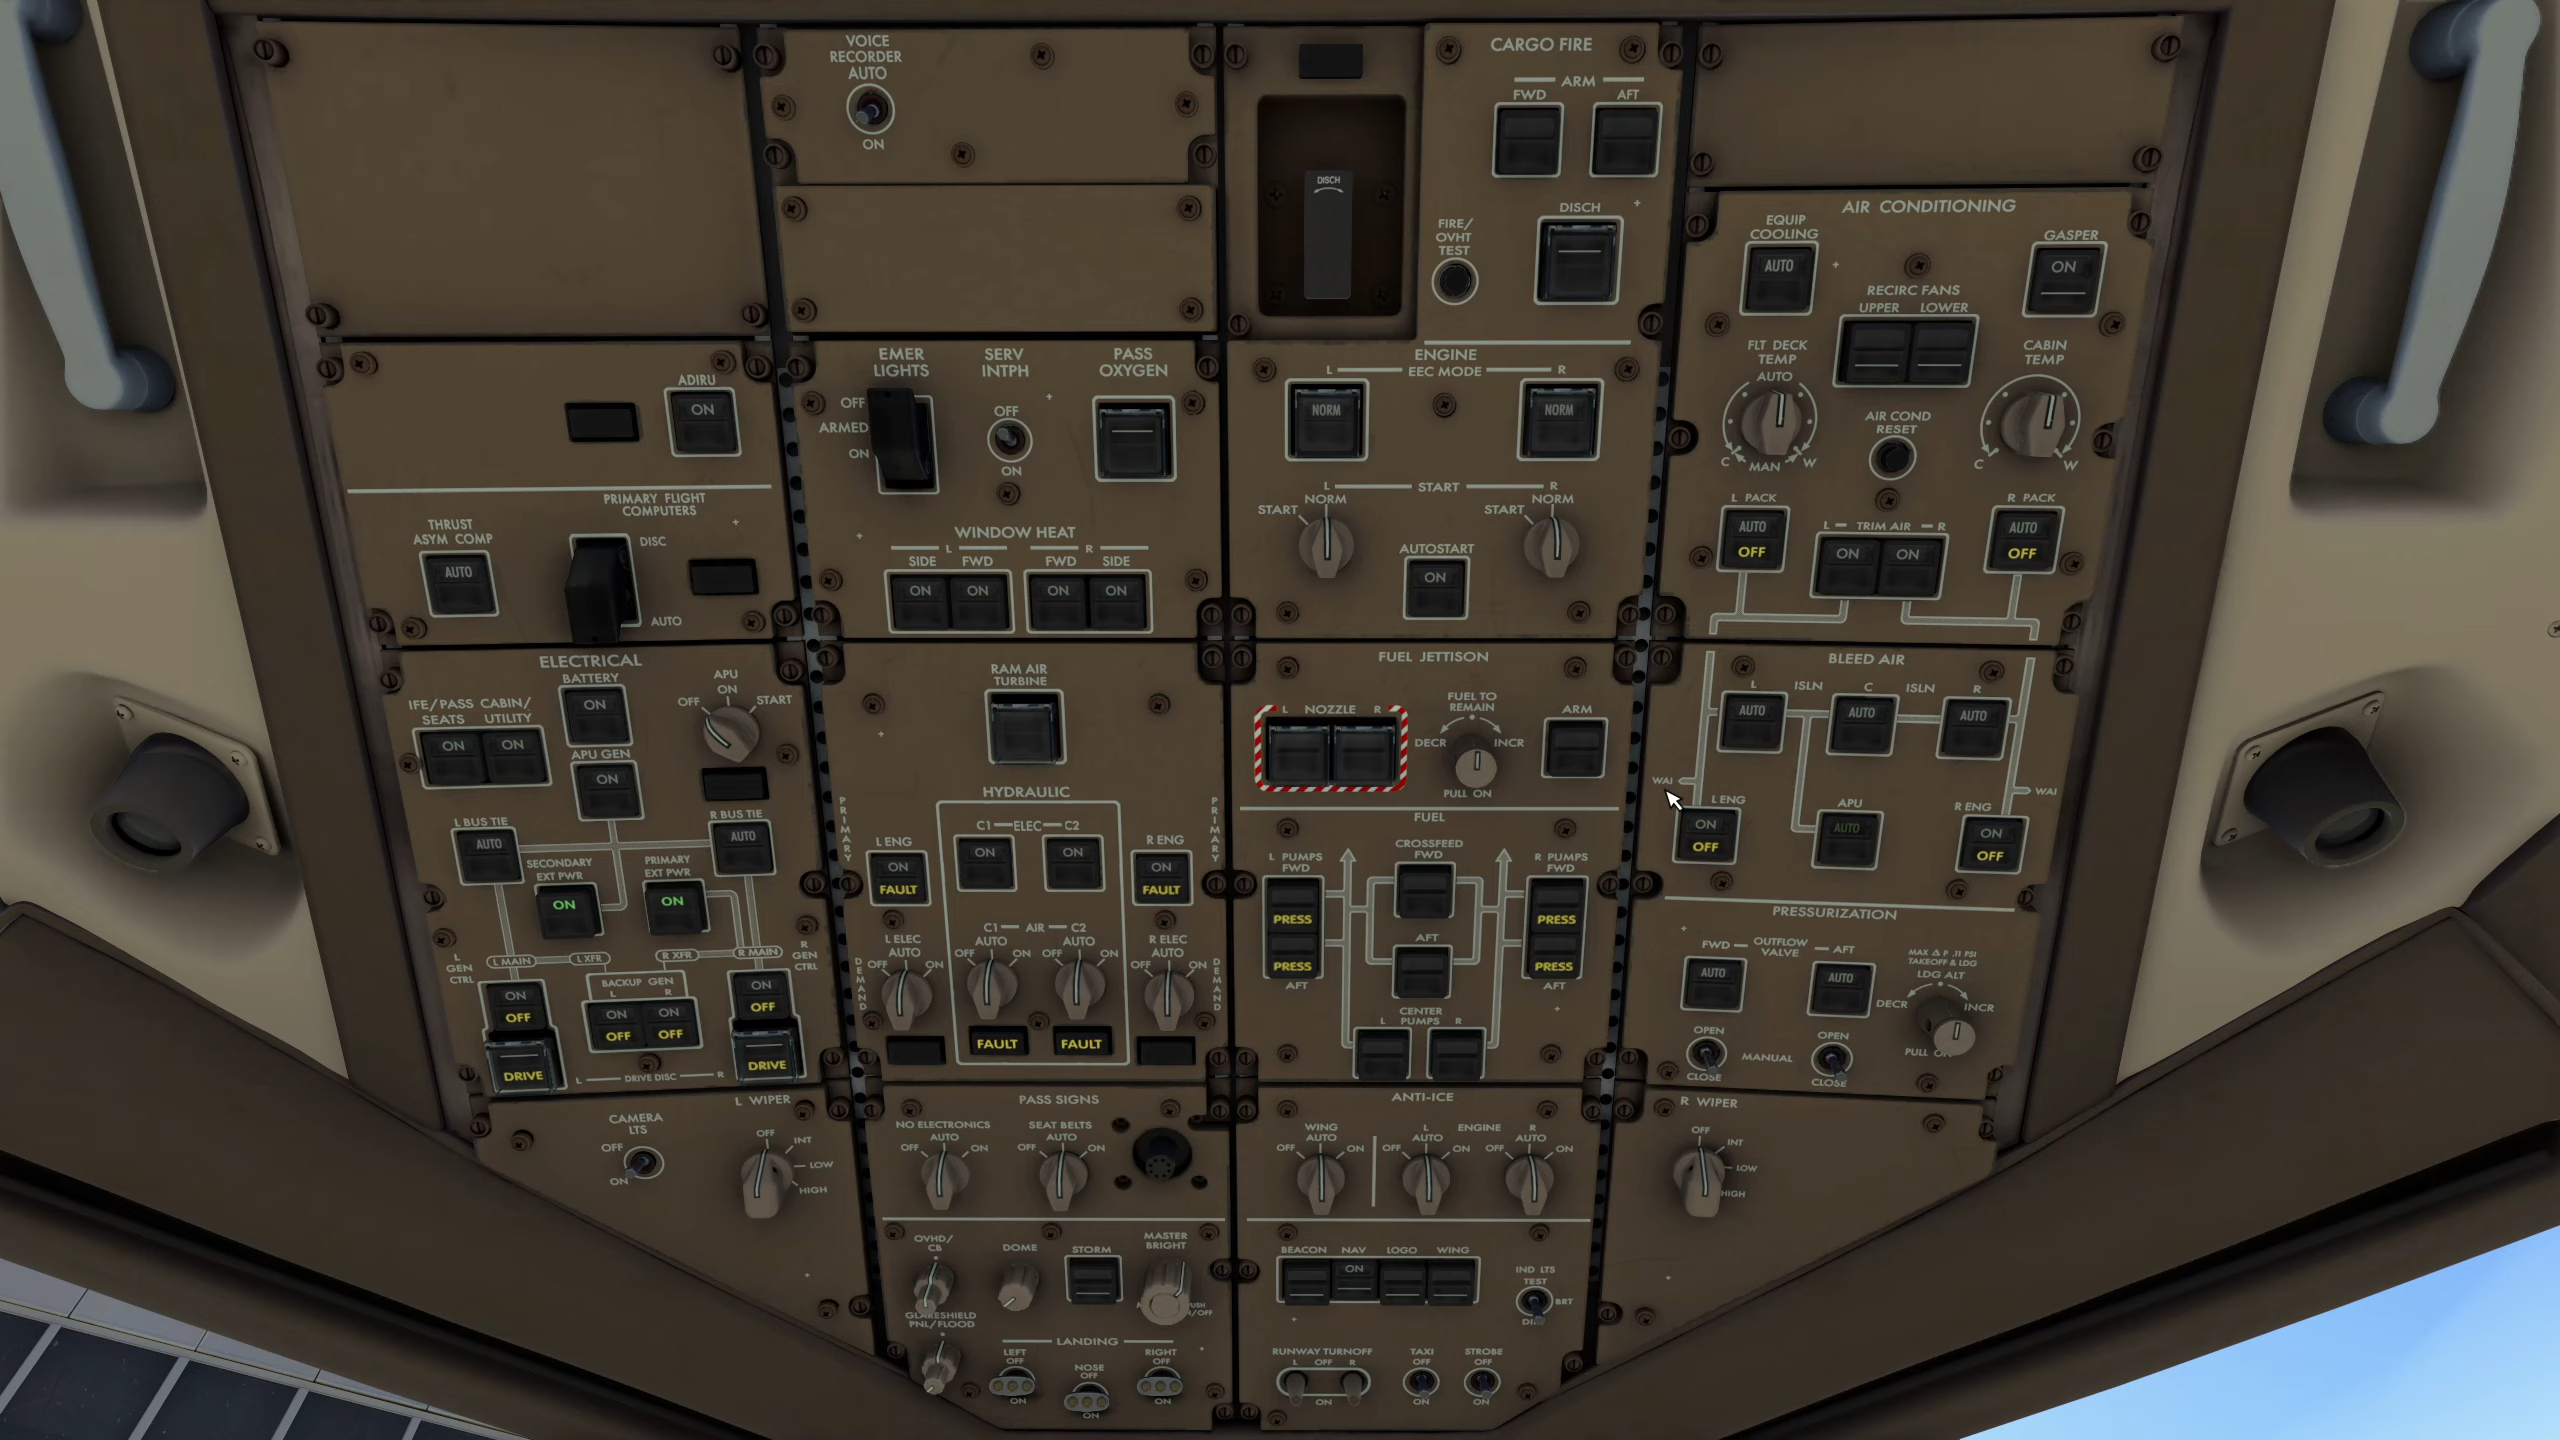 VOICE
RECORDER
AUTO
ON
CARGO FIRE
ARM
FWD
AFT
DISCH
FIRE/
OVHT
TEST
DISCH
AIR CONDITIONING
EQUIP
COOLING
AUTO
GASPER
ON
RECIRC FANS
UPPER LOWER
FLT DECK
TEMP
AUTO
C MAN W
AIR COND
RESET
CABIN
TEMP
C W
L PACK
AUTO
OFF
L TRIM AIR R
ON ON
R PACK
AUTO
OFF
ADIRU
ON
PRIMARY FLIGHT
COMPUTERS
THRUST
ASYM COMP
AUTO
DISC
AUTO
EMER
LIGHTS
OFF
ARMED
ON
SERV
INTPH
OFF
ON
PASS
OXYGEN
WINDOW HEAT
L R
SIDE FWD FWD SIDE
ON ON ON ON
ENGINE
L EEC MODE R
NORM NORM
L START R
NORM NORM
START START
AUTOSTART
ON
ELECTRICAL
BATTERY
ON
IFE/PASS CABIN/
SEATS UTILITY
ON ON
APU
ON
OFF START
APU GEN
ON
L BUS TIE
AUTO
R BUS TIE
AUTO
SECONDARY
EXT PWR
ON
PRIMARY
EXT PWR
ON
L MAIN L XFR R XFR R MAIN
L
GEN
CTRL
ON
OFF
BACKUP GEN
L R
ON ON
OFF OFF
R
GEN
CTRL
ON
OFF
DRIVE
L DRIVE DISC R
DRIVE
RAM AIR
TURBINE
HYDRAULIC
PRIMARY
L ENG
ON
FAULT
C1 ELEC C2
ON ON
R ENG
ON
FAULT
PRIMARY
DEMAND
L ELEC
AUTO
OFF ON
C1 AIR C2
AUTO AUTO
OFF ON OFF ON
FAULT FAULT
R ELEC
AUTO
OFF ON
DEMAND
FUEL JETTISON
L NOZZLE R
FUEL TO
REMAIN
DECR INCR
PULL ON
ARM
FUEL
L PUMPS
FWD
PRESS
PRESS
AFT
CROSSFEED
FWD
AFT
R PUMPS
FWD
PRESS
PRESS
AFT
CENTER
L PUMPS R
BLEED AIR
L ISLN C ISLN R
AUTO AUTO AUTO
WAI WAI
L ENG
ON
OFF
APU
AUTO
R ENG
ON
OFF
PRESSURIZATION
FWD OUTFLOW
VALVE AFT
AUTO AUTO
MAX Δ P .11 PSI
TAKEOFF & LDG
LDG ALT
DECR INCR
PULL ON
OPEN OPEN
MANUAL
CLOSE CLOSE
CAMERA
LTS
OFF
ON
L WIPER
OFF
INT
LOW
HIGH
PASS SIGNS
NO ELECTRONICS
AUTO
OFF ON
SEAT BELTS
AUTO
OFF ON
ANTI-ICE
WING
AUTO
OFF ON
L ENGINE R
AUTO AUTO
OFF ON OFF ON
R WIPER
OFF
INT
LOW
HIGH
OVHD/
CB
DOME
STORM
MASTER
BRIGHT
GLARESHIELD
PNL/FLOOD
LANDING
LEFT
OFF
ON
NOSE
OFF
ON
RIGHT
OFF
ON
BEACON NAV LOGO WING
ON
IND LTS
TEST
BRT
RUNWAY TURNOFF
L OFF R
ON
TAXI
OFF
ON
STROBE
OFF
ON